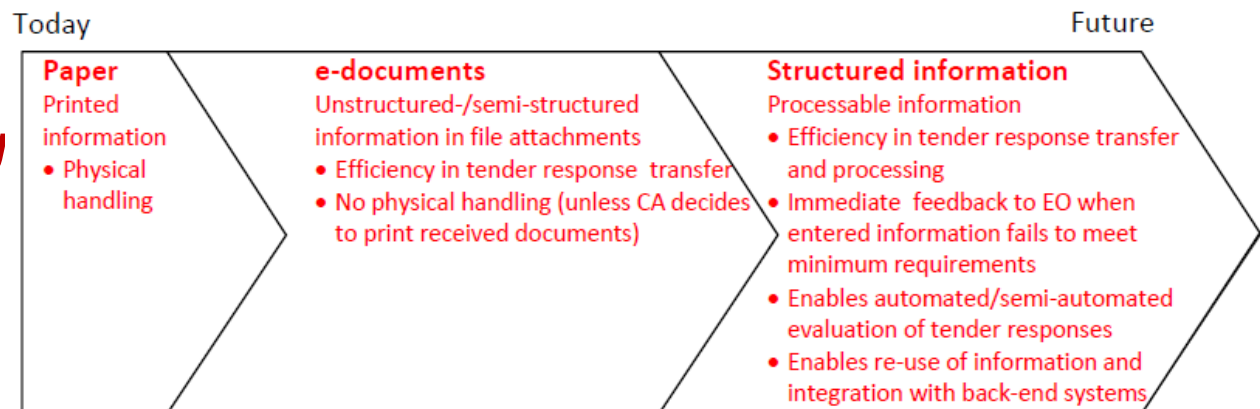 Today
Future
Paper
Printed
information
• Physical
handling
e-documents
Unstructured-/semi-structured
information in file attachments
• Efficiency in tender response transfer
• No physical handling (unless CA decides
to print received documents)
Structured information
Processable information
• Efficiency in tender response transfer
and processing
• Immediate feedback to EO when
entered information fails to meet
minimum requirements
• Enables automated/semi-automated
evaluation of tender responses
• Enables re-use of information and
integration with back-end systems